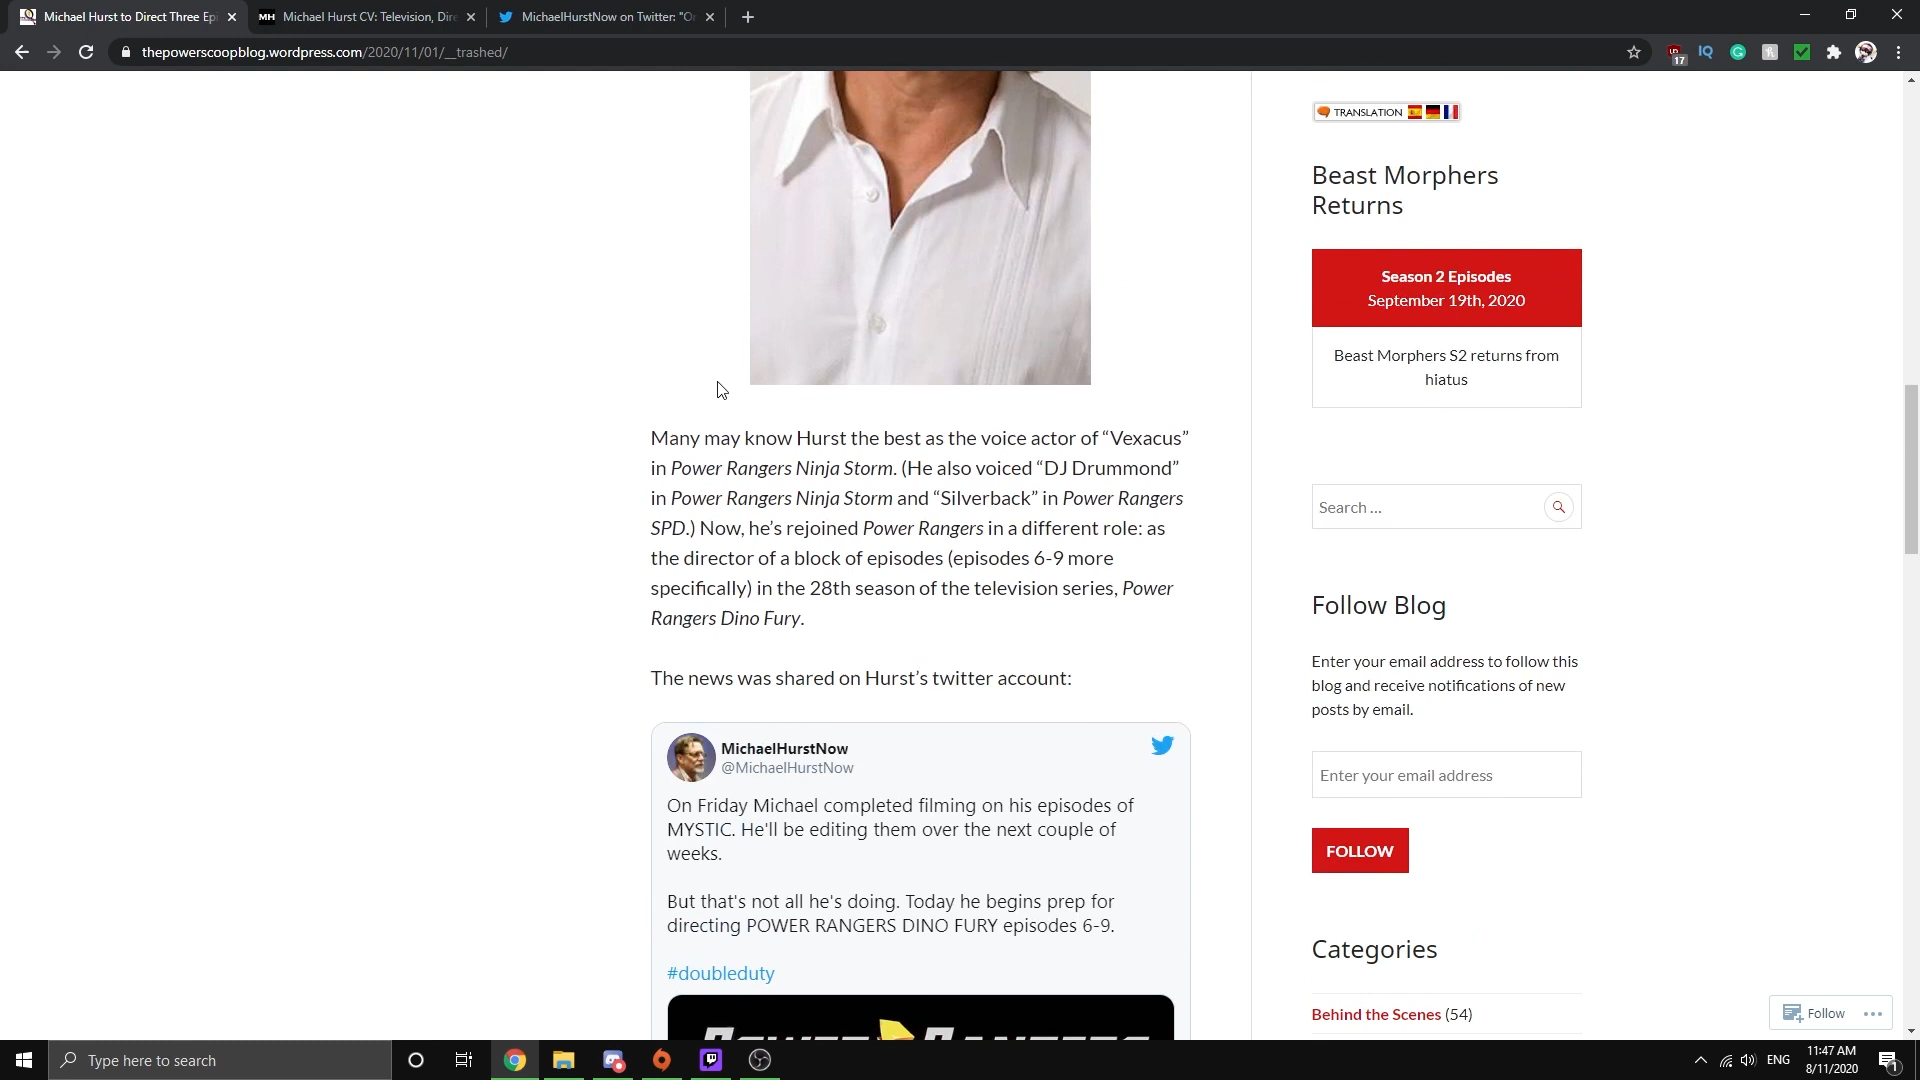 Michael Hurst to Direct Three Epi
MH Michael Hurst CV: Television, Dire
MichaelHurstNow on Twitter: "On
thepowerscoopblog.wordpress.com/2020/11/01/__trashed/
17
IQ
TRANSLATION
Beast Morphers
Returns
Season 2 Episodes
September 19th, 2020
Beast Morphers S2 returns from
hiatus
Many may know Hurst the best as the voice actor of “Vexacus”
in Power Rangers Ninja Storm. (He also voiced “DJ Drummond”
in Power Rangers Ninja Storm and “Silverback” in Power Rangers
SPD.) Now, he’s rejoined Power Rangers in a different role: as
the director of a block of episodes (episodes 6-9 more
specifically) in the 28th season of the television series, Power
Rangers Dino Fury.
The news was shared on Hurst’s twitter account:
MichaelHurstNow
@MichaelHurstNow
On Friday Michael completed filming on his episodes of
MYSTIC. He'll be editing them over the next couple of
weeks.
But that's not all he's doing. Today he begins prep for
directing POWER RANGERS DINO FURY episodes 6-9.
#doubleduty
POWER RANGERS
Search ...
Follow Blog
Enter your email address to follow this
blog and receive notifications of new
posts by email.
Enter your email address
FOLLOW
Categories
Behind the Scenes (54)
Follow
Type here to search
ENG
11:47 AM
8/11/2020
1